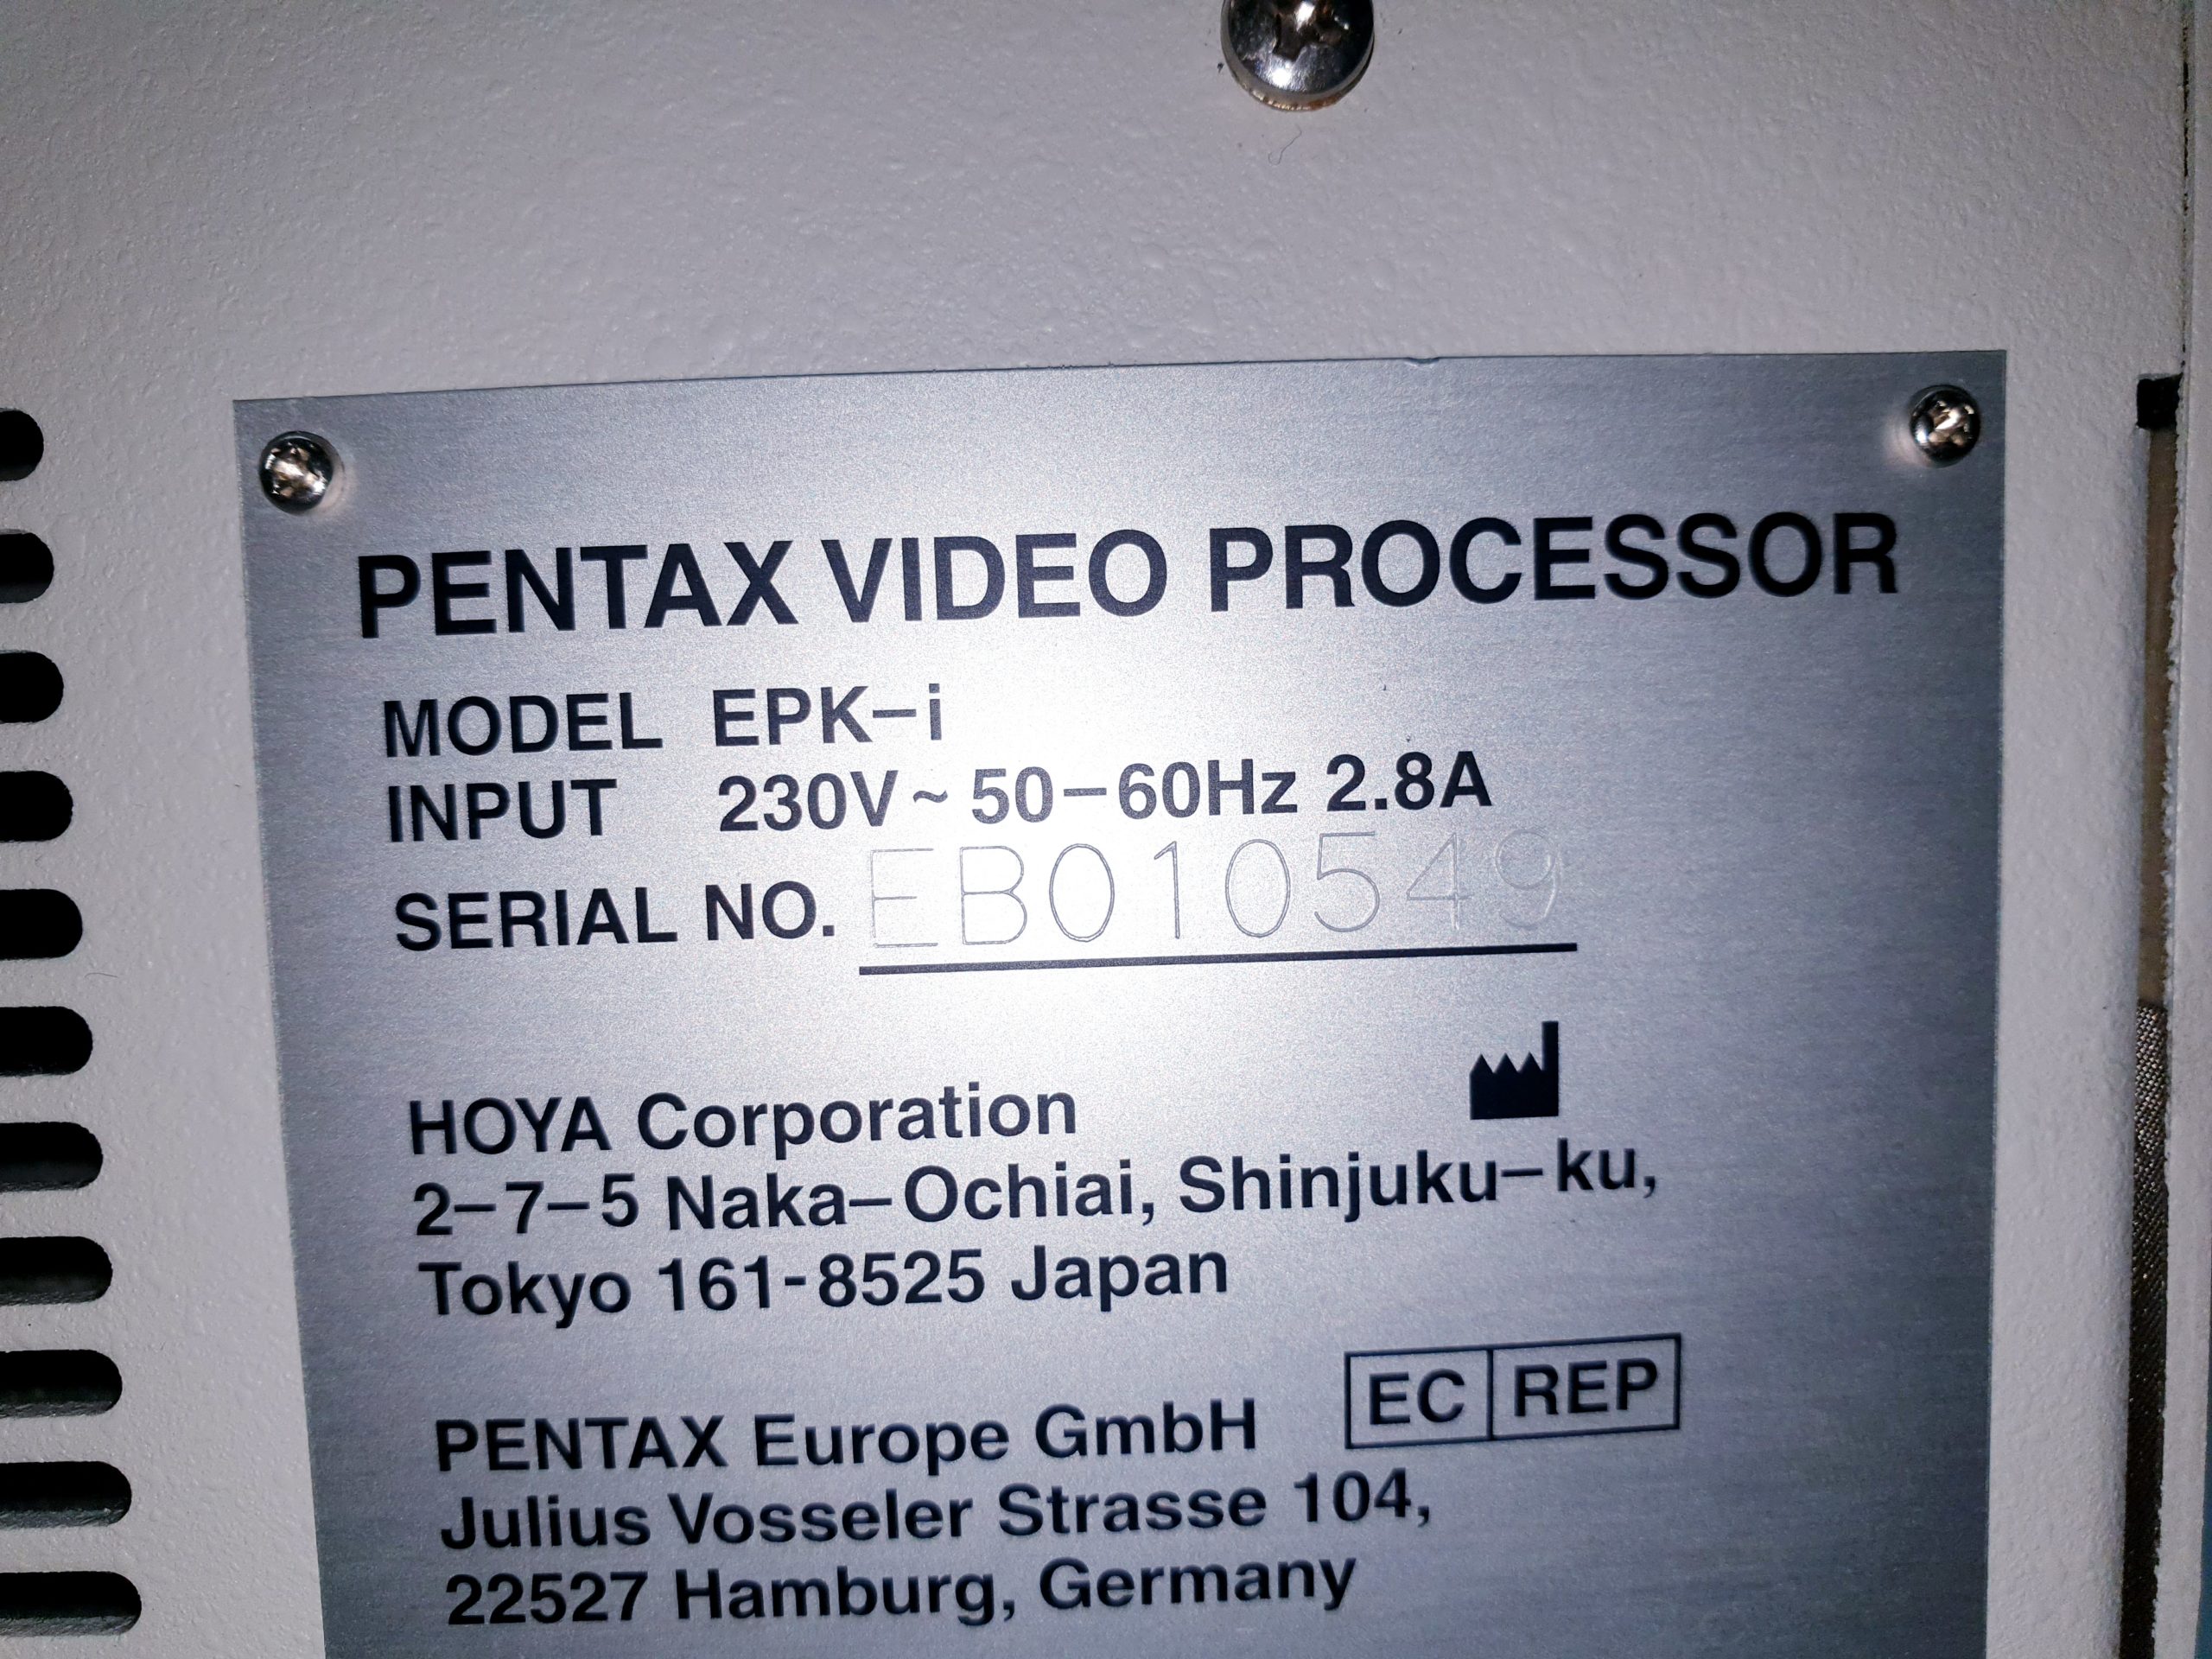 PENTAX VIDEO PROCESSOR
MODEL EPK-i
INPUT 230V~50-60Hz 2.8A
SERIAL NO. EB010549
HOYA Corporation
2-7-5 Naka-Ochiai, Shinjuku-ku,
Tokyo 161-8525 Japan
EC REP
PENTAX Europe GmbH
Julius Vosseler Strasse 104,
22527 Hamburg, Germany